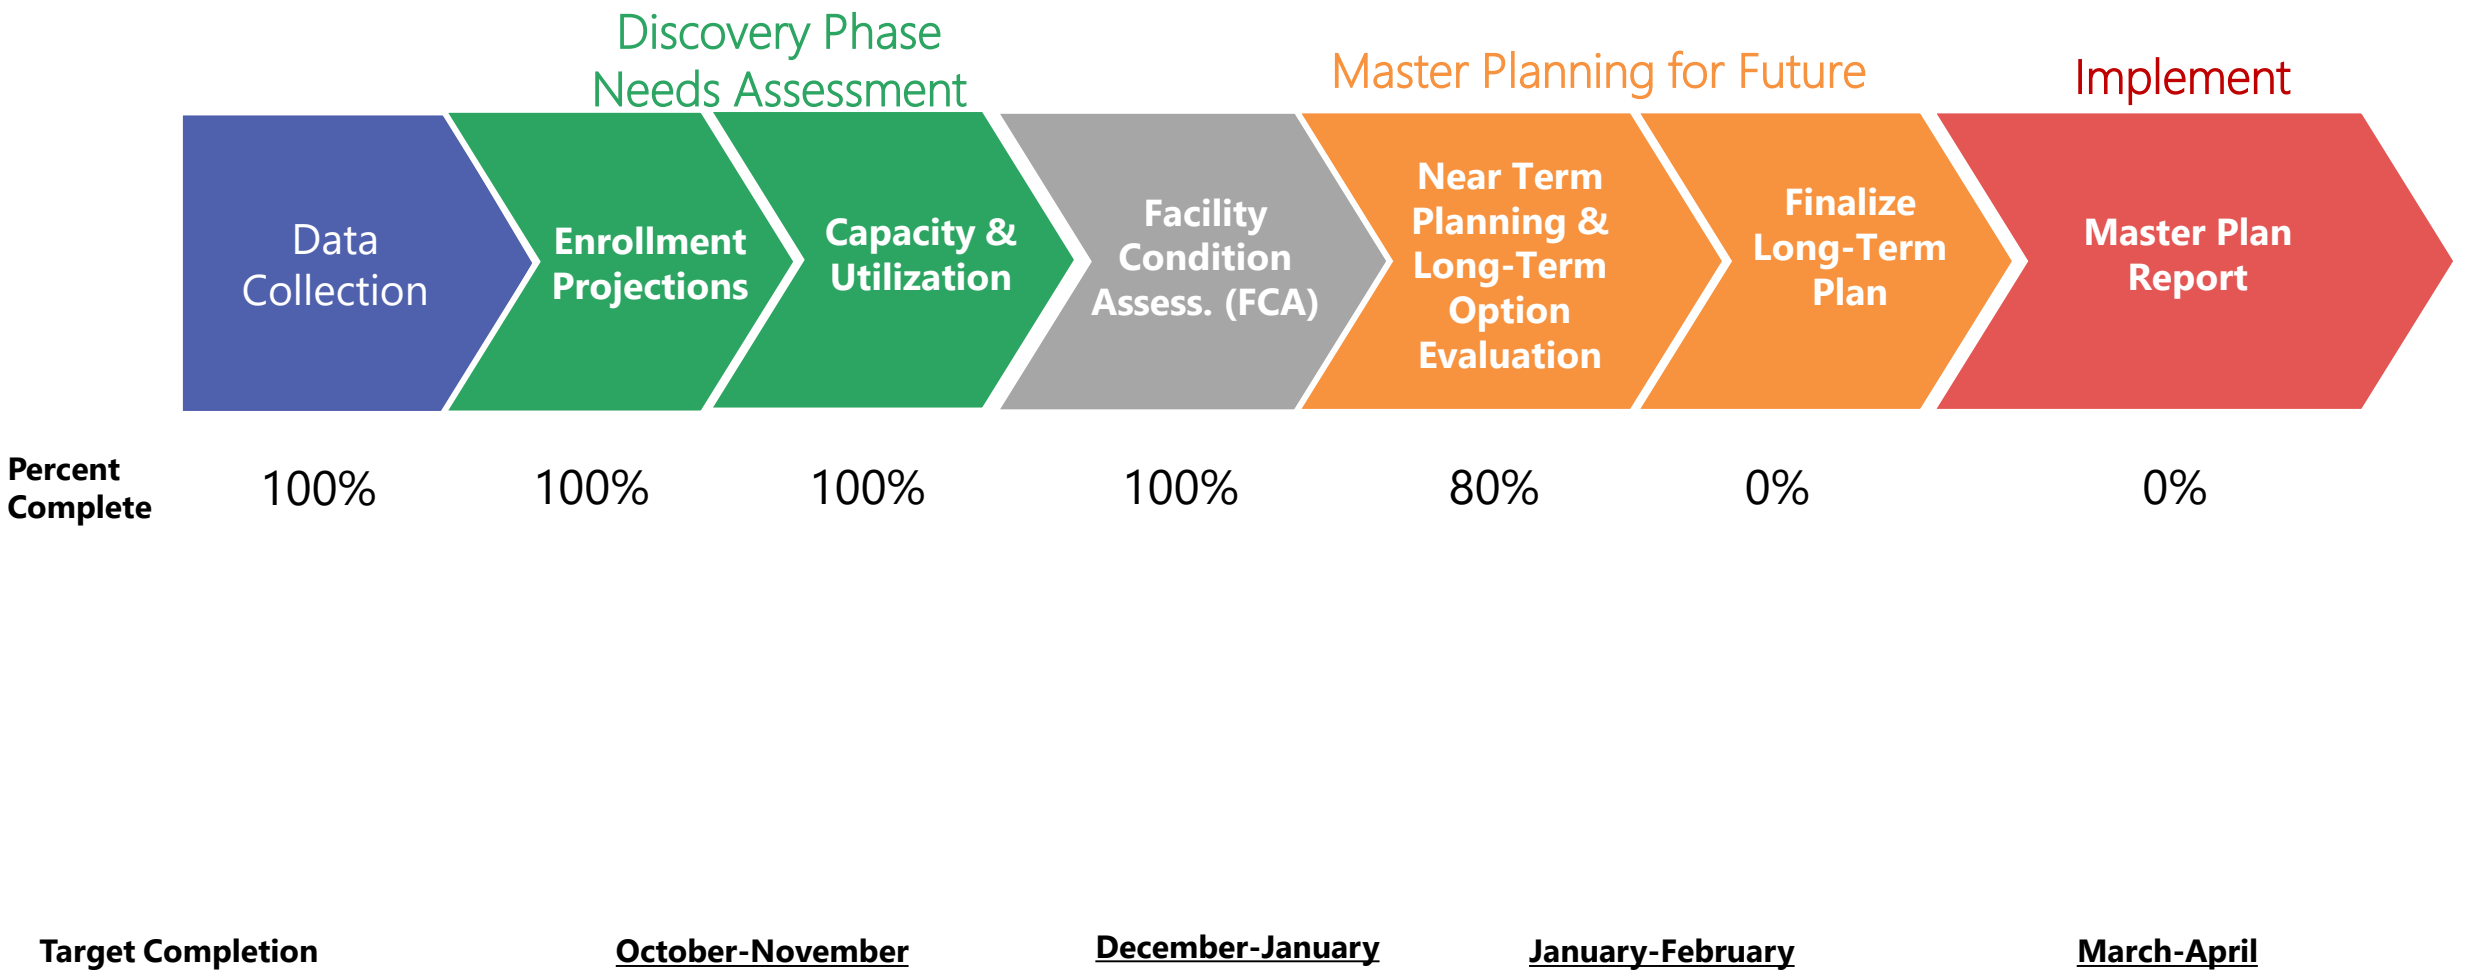 Discovery Phase
Needs Assessment
Master Planning for Future
Implement
Data
Collection
Enrollment
Projections
Capacity &
Utilization
Facility
Condition
Assess. (FCA)
Near Term
Planning &
Long-Term
Option
Evaluation
Finalize
Long-Term
Plan
Master Plan
Report
Percent
Complete
100%
100%
100%
100%
80%
0%
0%
Target Completion
October-November
December-January
January-February
March-April